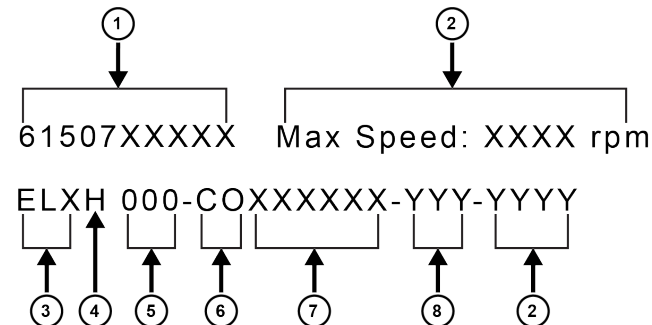 1 2
61507XXXXX Max Speed: XXXX rpm
ELXH 000-COXXXXXX-YYY-YYYY
3 4 5 6 7 8 2